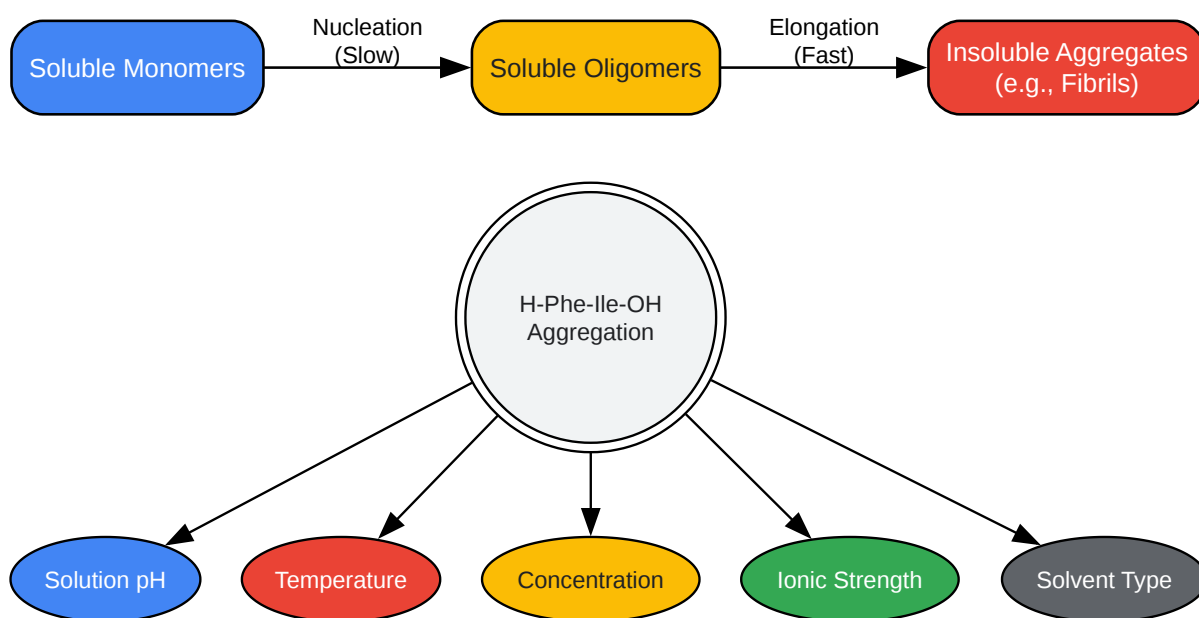 Soluble Monomers
Nucleation
(Slow)
Soluble Oligomers
Elongation
(Fast)
Insoluble Aggregates
(e.g., Fibrils)
H-Phe-Ile-OH
Aggregation
Solution pH
Temperature
Concentration
Ionic Strength
Solvent Type